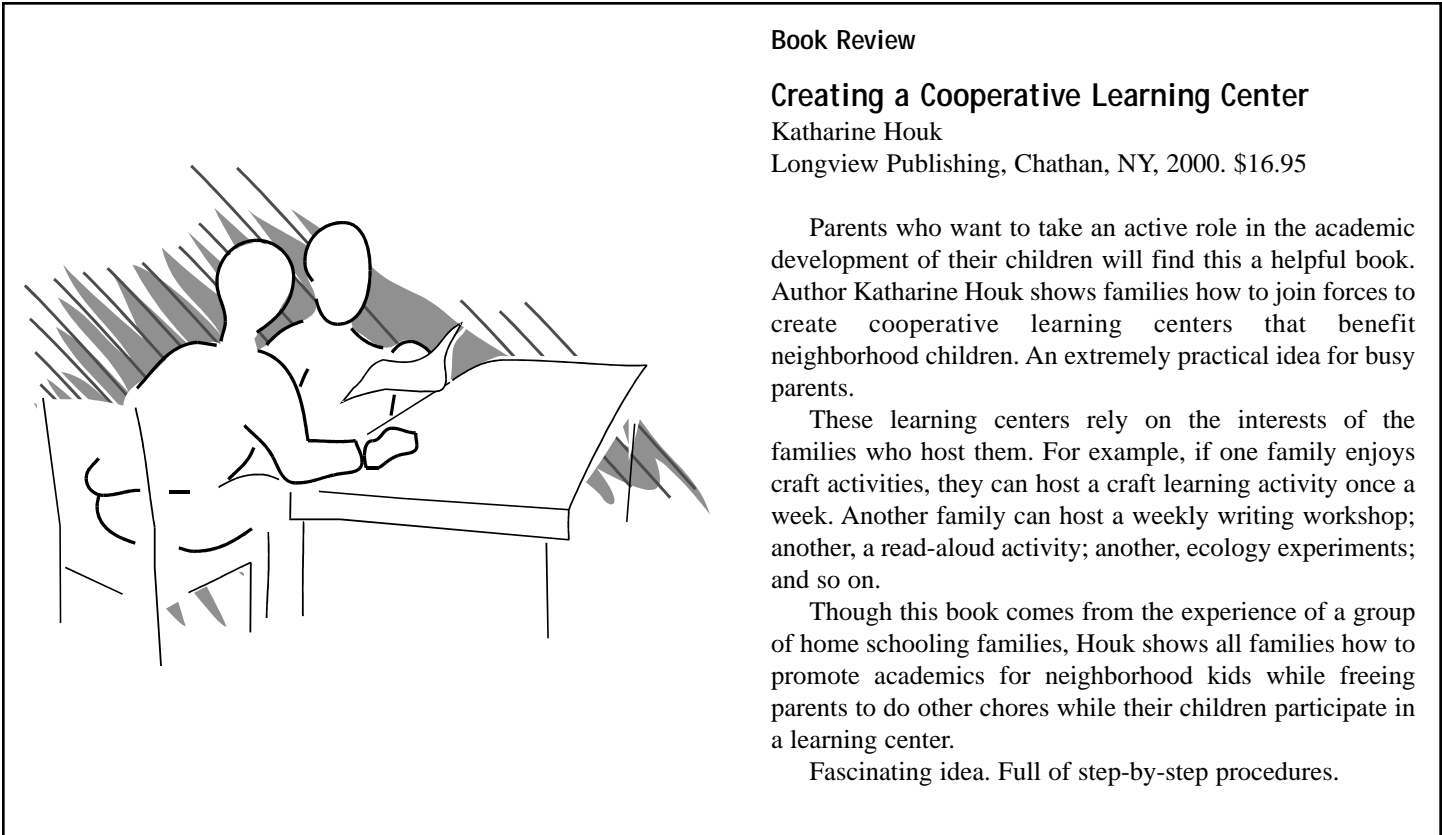 Book Review
Creating a Cooperative Learning Center
Katharine Houk
Longview Publishing, Chathan, NY, 2000. $16.95
Parents who want to take an active role in the academic
development of their children will find this a helpful book.
Author Katharine Houk shows families how to join forces to
create cooperative learning centers that benefit
neighborhood children. An extremely practical idea for busy
parents.
These learning centers rely on the interests of the
families who host them. For example, if one family enjoys
craft activities, they can host a craft learning activity once a
week. Another family can host a weekly writing workshop;
another, a read-aloud activity; another, ecology experiments;
and so on.
Though this book comes from the experience of a group
of home schooling families, Houk shows all families how to
promote academics for neighborhood kids while freeing
parents to do other chores while their children participate in
a learning center.
Fascinating idea. Full of step-by-step procedures.